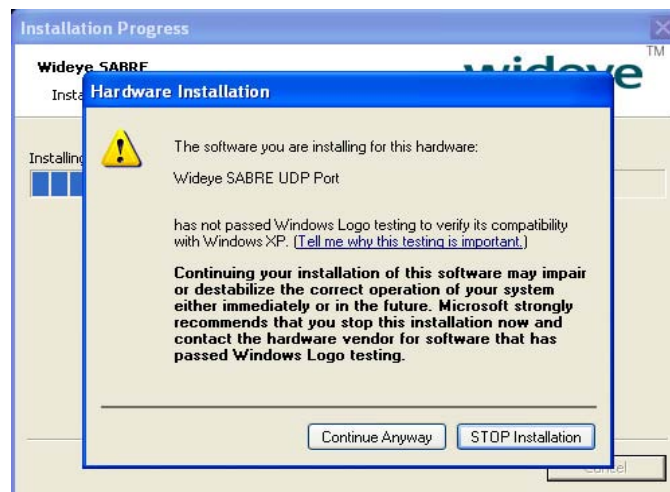 Installation Progress
TM
Wideye SABRE
wideye
Hardware Installation
The software you are installing for this hardware:
Installing
Wideye SABRE UDP Port
has not passed Windows Logo testing to verify its compatibility
with Windows XP. (Tell me why this testing is important.)
Continuing your installation of this software may impair
or destabilize the correct operation of your system
either immediately or in the future. Microsoft strongly
recommends that you stop this installation now and
contact the hardware vendor for software that has
passed Windows Logo testing.
Continue Anyway
STOP Installation
Cancel